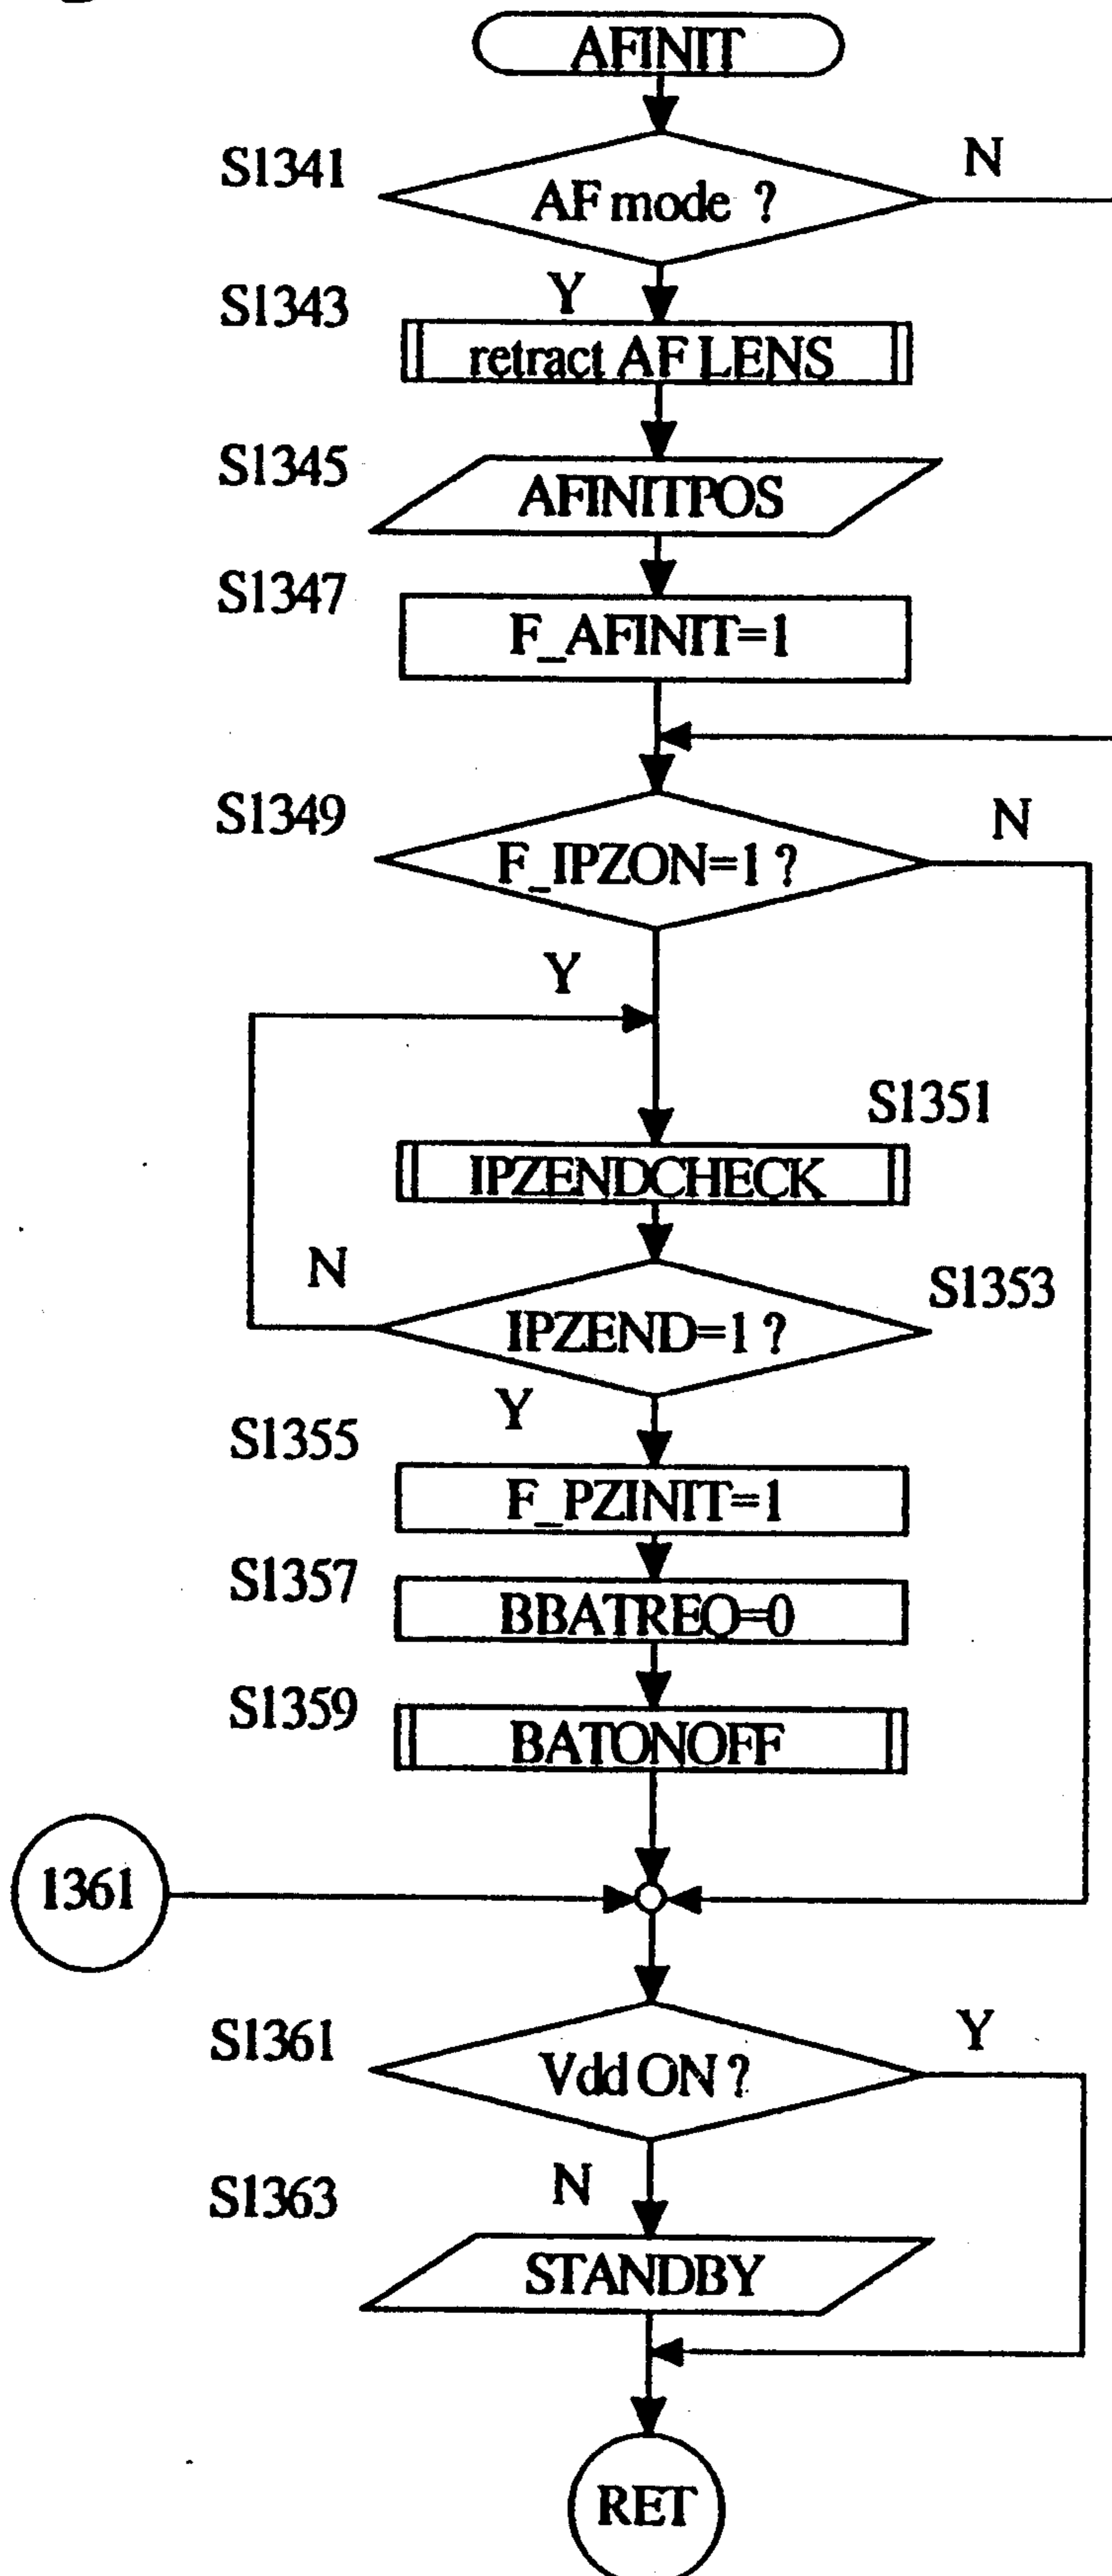 AFINIT
S1341
AF mode ?
N
Y
S1343
retract AF LENS
S1345
AFINITPOS
S1347
F_AFINIT=1
S1349
F_IPZON=1 ?
N
Y
S1351
IPZENDCHECK
N
S1353
IPZEND=1 ?
Y
S1355
F_PZINIT=1
S1357
BBATREQ=0
S1359
BATONOFF
1361
S1361
Vdd ON ?
Y
N
S1363
STANDBY
RET